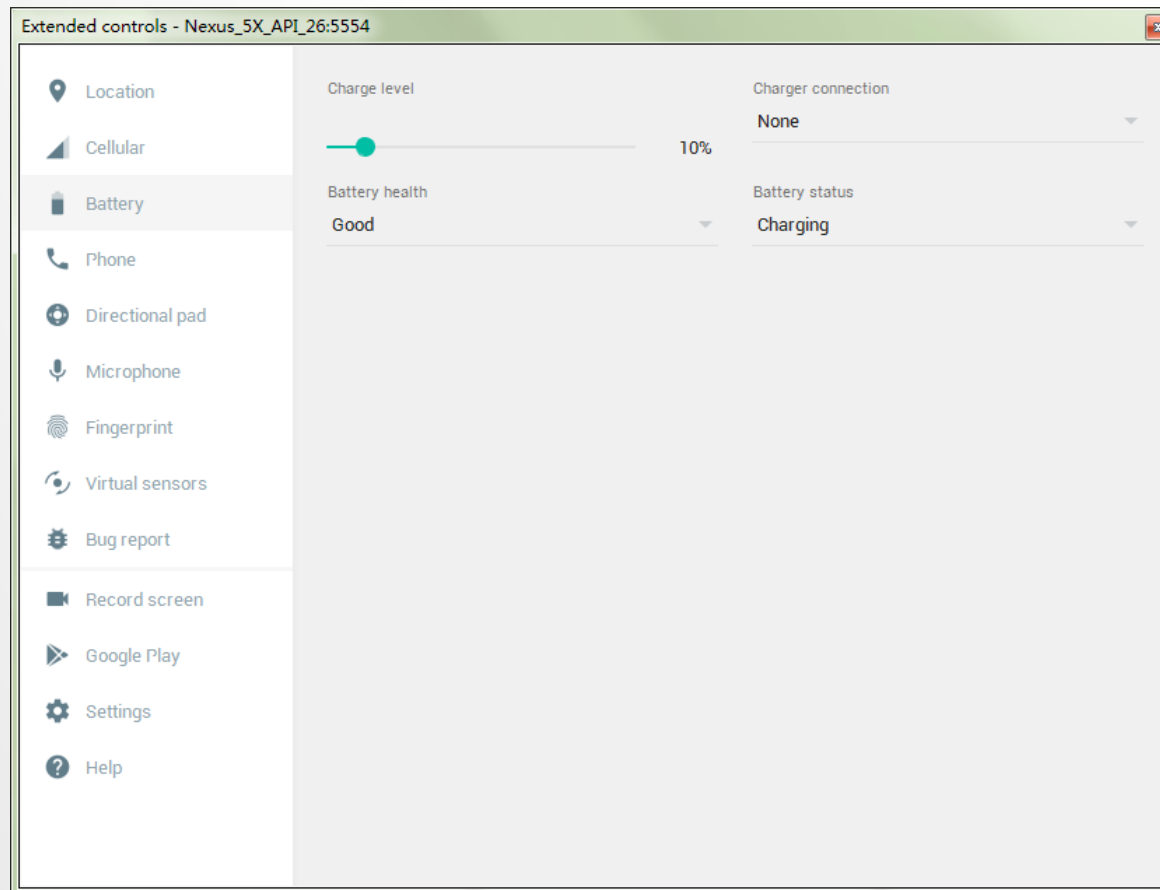 Extended controls - Nexus_5X_API_26:5554
Location
Cellular
Battery
Phone
Directional pad
Microphone
Fingerprint
Virtual sensors
Bug report
Record screen
Google Play
Settings
Help
Charge level
10%
Charger connection
None
Battery health
Good
Battery status
Charging